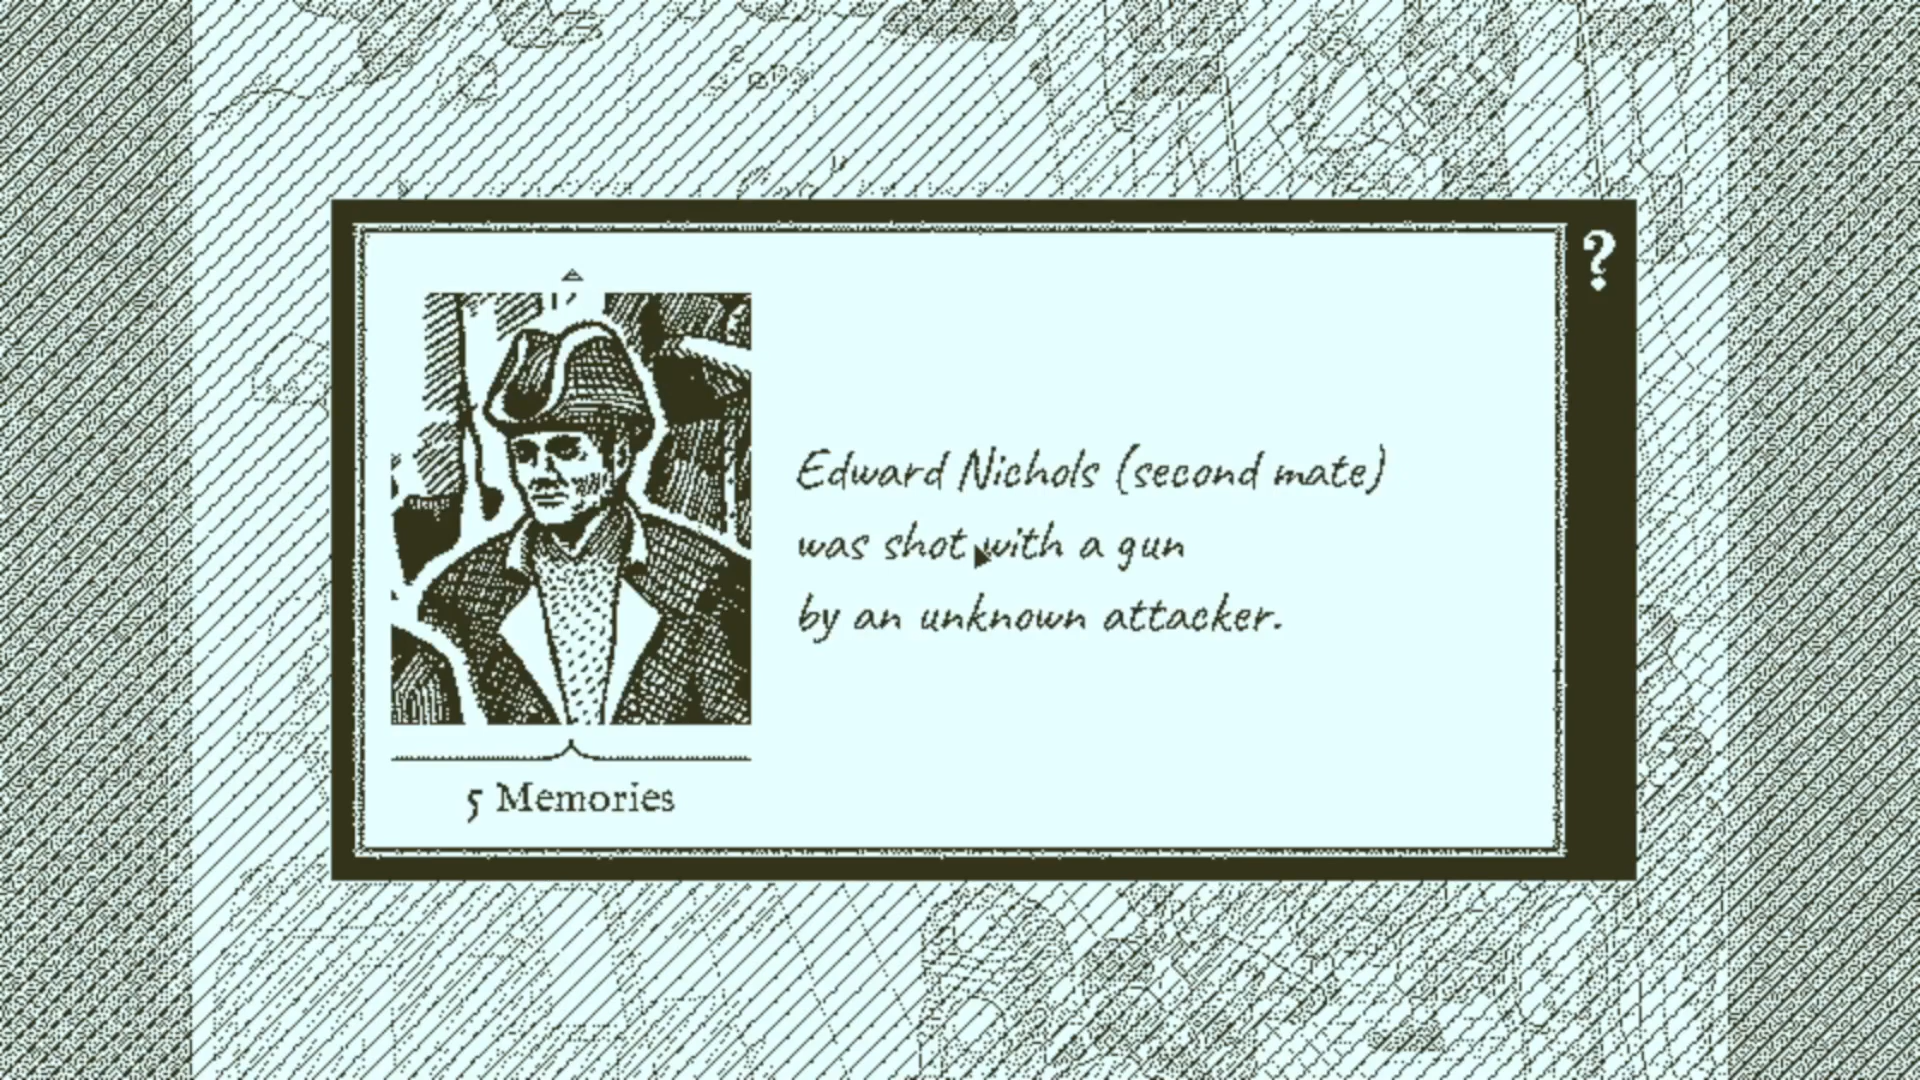 ?
Edward Nichols (second mate)
was shot with a gun
by an unknown attacker.
5 Memories